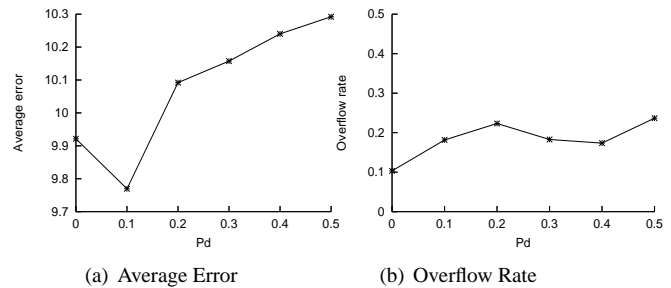 10.3
10.2
10.1
10
9.9
9.8
9.7
Average error
0 0.1 0.2 0.3 0.4 0.5
Pd
(a) Average Error
0.5
0.4
0.3
0.2
0.1
0
Overflow rate
0 0.1 0.2 0.3 0.4 0.5
Pd
(b) Overflow Rate